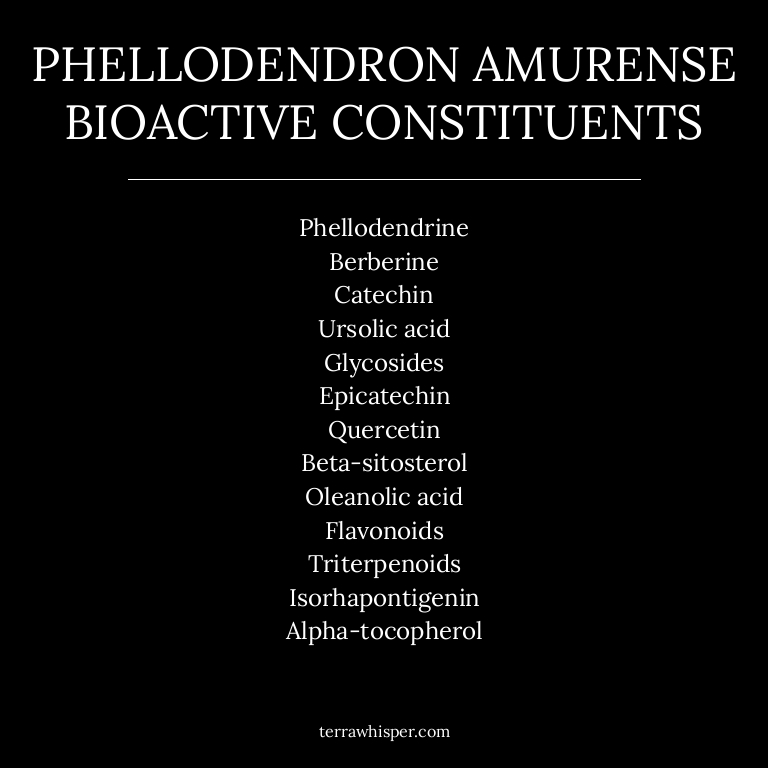 PHELLODENDRON AMURENSE
BIOACTIVE CONSTITUENTS
Phellodendrine
Berberine
Catechin
Ursolic acid
Glycosides
Epicatechin
Quercetin
Beta-sitosterol
Oleanolic acid
Flavonoids
Triterpenoids
Isorhapontigenin
Alpha-tocopherol
terrawhisper.com